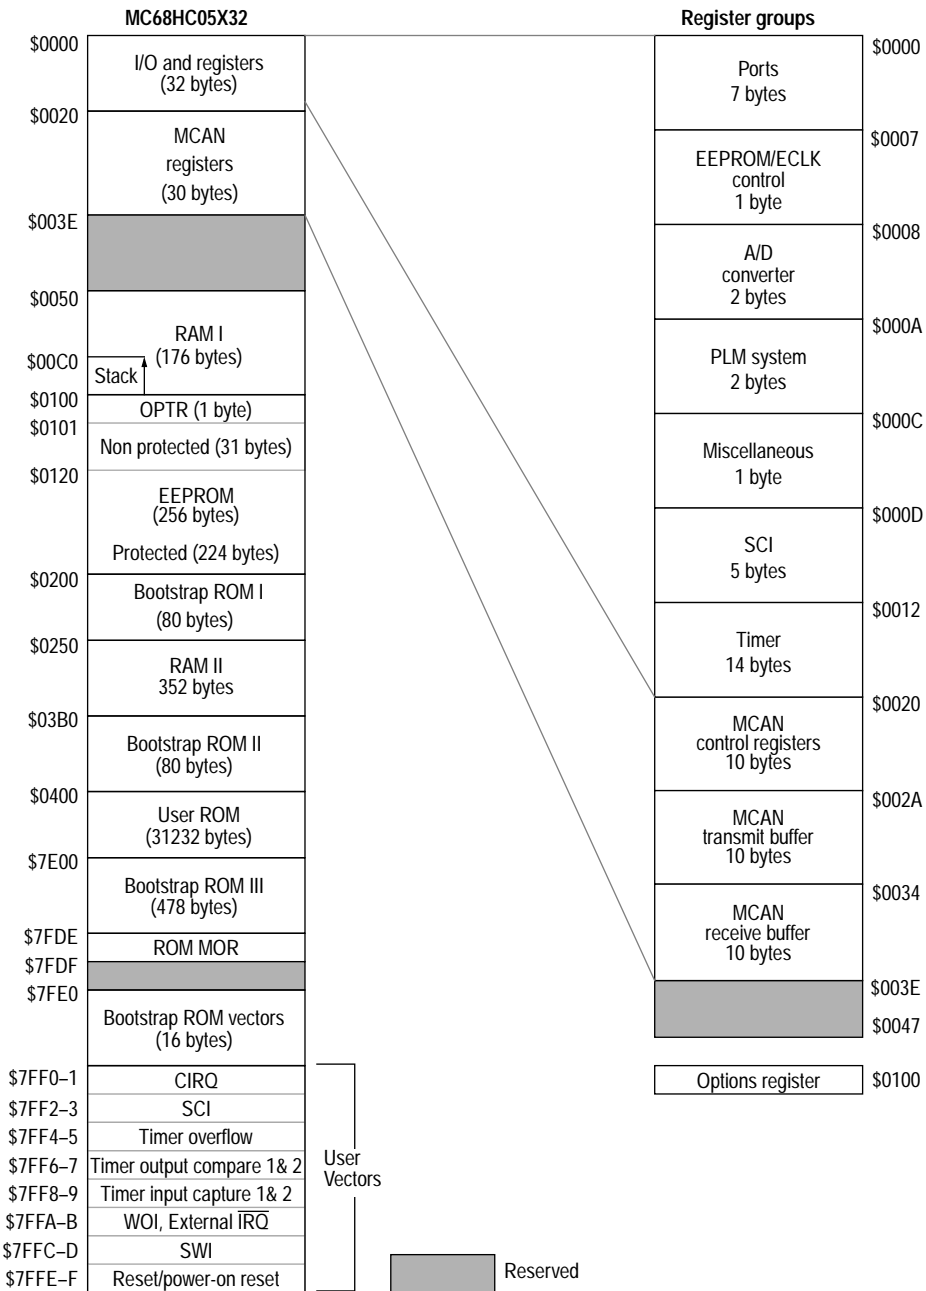 MC68HC05X32
$0000
I/O and registers
(32 bytes)
$0020
MCAN
registers
(30 bytes)
$003E
$0050
RAM I
(176 bytes)
$00C0
Stack
$0100
OPTR (1 byte)
$0101
Non protected (31 bytes)
$0120
EEPROM
(256 bytes)
Protected (224 bytes)
$0200
Bootstrap ROM I
(80 bytes)
$0250
RAM II
352 bytes
$03B0
Bootstrap ROM II
(80 bytes)
$0400
User ROM
(31232 bytes)
$7E00
Bootstrap ROM III
(478 bytes)
$7FDE
ROM MOR
$7FDF
$7FE0
Bootstrap ROM vectors
(16 bytes)
$7FF0–1 CIRQ
$7FF2–3 SCI
$7FF4–5 Timer overflow
$7FF6–7 Timer output compare 1& 2
$7FF8–9 Timer input capture 1& 2
$7FFA–B WOI, External IRQ
$7FFC–D SWI
$7FFE–F Reset/power-on reset
User
Vectors
Reserved
Register groups
$0000
Ports
7 bytes
$0007
EEPROM/ECLK
control
1 byte
$0008
A/D
converter
2 bytes
$000A
PLM system
2 bytes
$000C
Miscellaneous
1 byte
$000D
SCI
5 bytes
$0012
Timer
14 bytes
$0020
MCAN
control registers
10 bytes
$002A
MCAN
transmit buffer
10 bytes
$0034
MCAN
receive buffer
10 bytes
$003E
$0047
Options register $0100